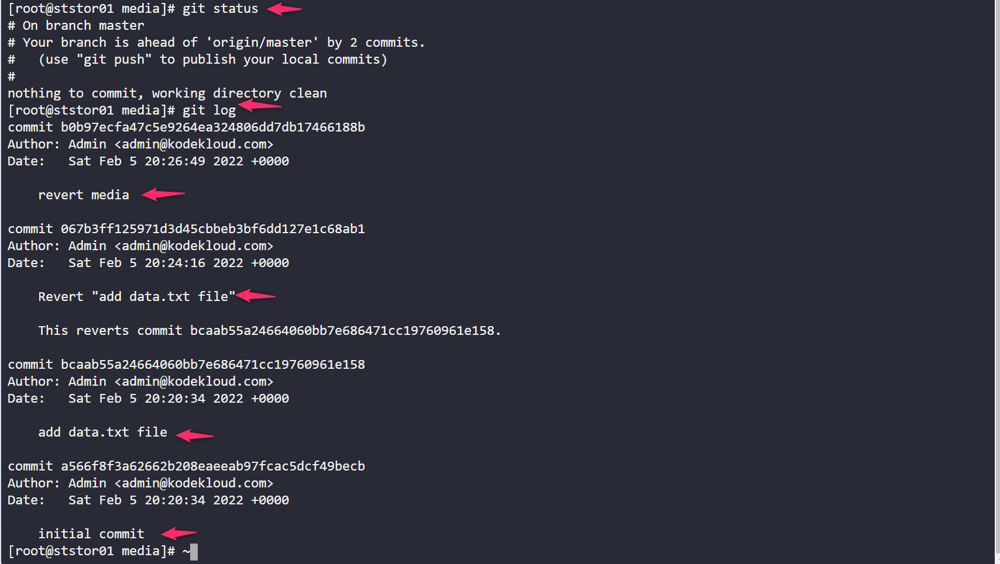 [root@ststor01 media]# git status
# On branch master
# Your branch is ahead of 'origin/master' by 2 commits.
#   (use "git push" to publish your local commits)
#
nothing to commit, working directory clean
[root@ststor01 media]# git log
commit b0b97ecfa47c5e9264ea324806dd7db17466188b
Author: Admin <admin@kodekloud.com>
Date:   Sat Feb 5 20:26:49 2022 +0000
    revert media
commit 067b3ff125971d3d45cbbeb3bf6dd127e1c68ab1
Author: Admin <admin@kodekloud.com>
Date:   Sat Feb 5 20:24:16 2022 +0000
    Revert "add data.txt file"
    This reverts commit bcaab55a24664060bb7e686471cc19760961e158.
commit bcaab55a24664060bb7e686471cc19760961e158
Author: Admin <admin@kodekloud.com>
Date:   Sat Feb 5 20:20:34 2022 +0000
    add data.txt file
commit a566f8f3a62662b208eaeeab97fcac5dcf49becb
Author: Admin <admin@kodekloud.com>
Date:   Sat Feb 5 20:20:34 2022 +0000
    initial commit
[root@ststor01 media]# ~